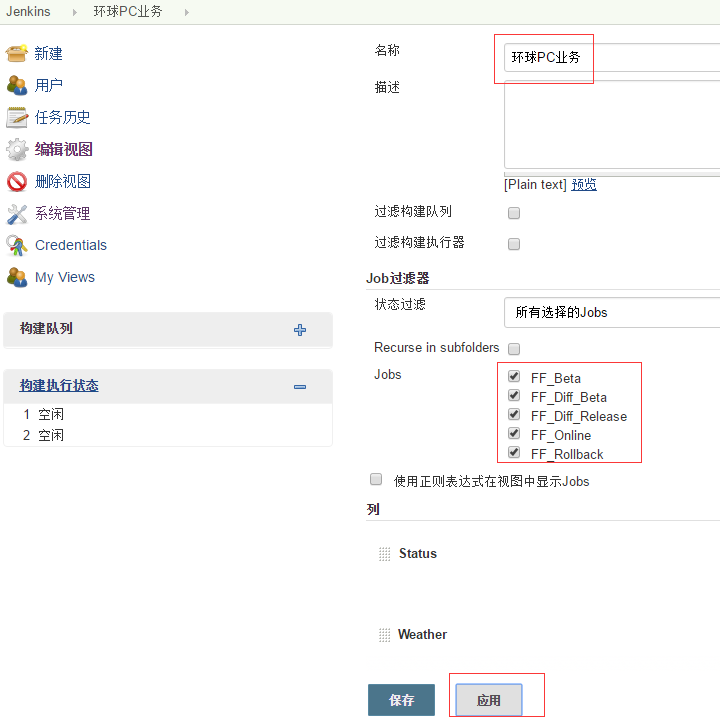 Jenkins 环球PC业务
新建
用户
任务历史
编辑视图
删除视图
系统管理
Credentials
My Views
构建队列
构建执行状态
1 空闲
2 空闲
名称 环球PC业务
描述
[Plain text] 预览
过滤构建队列
过滤构建执行器
Job过滤器
状态过滤 所有选择的Jobs
Recurse in subfolders
Jobs FF_Beta
FF_Diff_Beta
FF_Diff_Release
FF_Online
FF_Rollback
使用正则表达式在视图中显示Jobs
列
Status
Weather
保存 应用